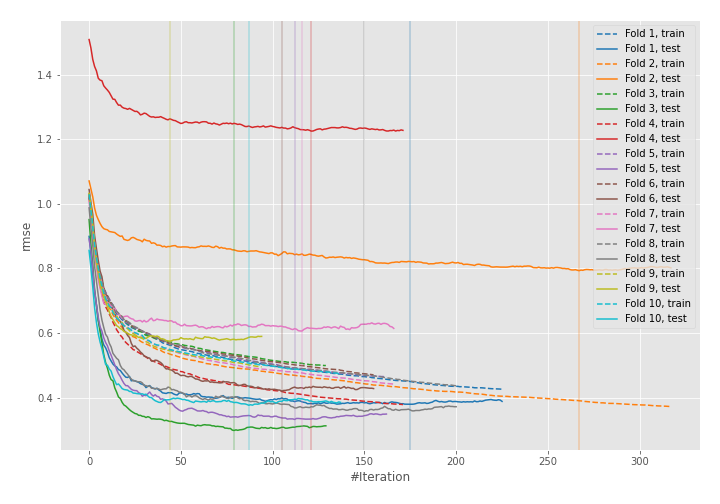 1.4
1.2
1.0
0.8
0.6
0.4
rmse
0 50 100 150 200 250 300
#Iteration
Fold 1, train
Fold 1, test
Fold 2, train
Fold 2, test
Fold 3, train
Fold 3, test
Fold 4, train
Fold 4, test
Fold 5, train
Fold 5, test
Fold 6, train
Fold 6, test
Fold 7, train
Fold 7, test
Fold 8, train
Fold 8, test
Fold 9, train
Fold 9, test
Fold 10, train
Fold 10, test